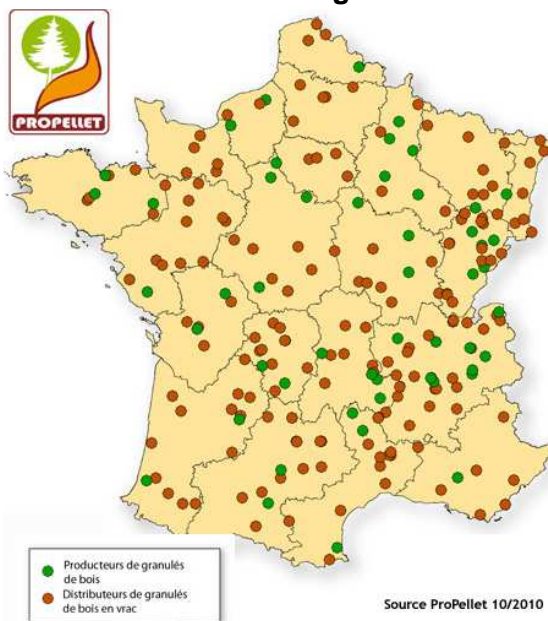 PROPELLET
Producteurs de granulés
de bois
Distributeurs de granulés
de bois en vrac
Source ProPellet 10/2010